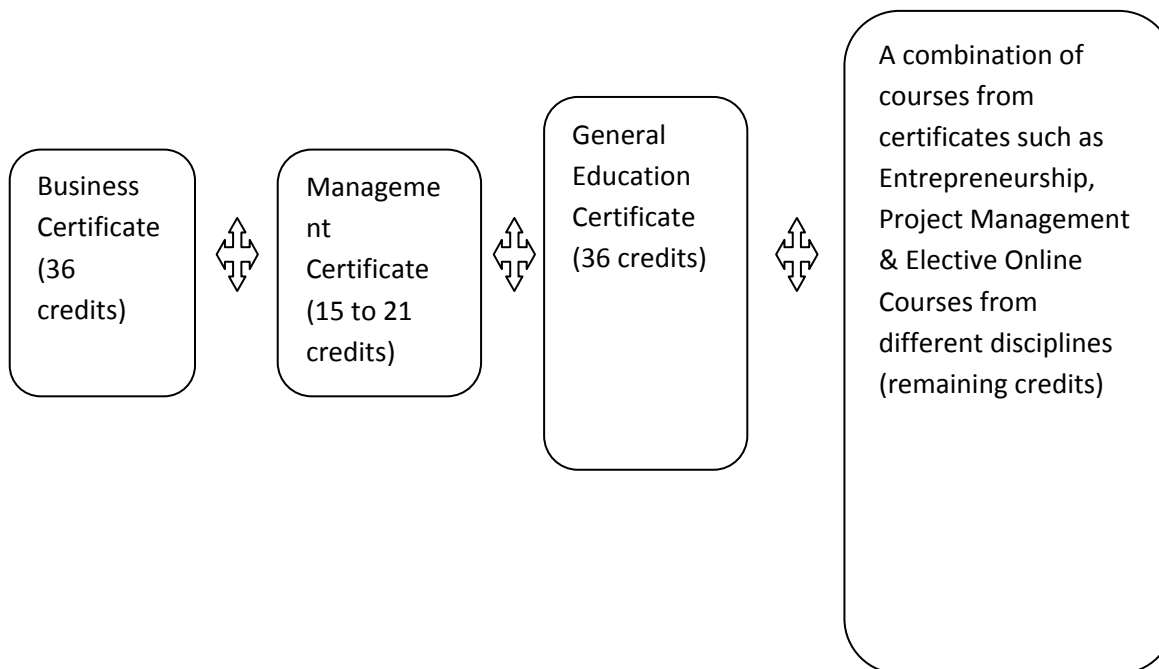 Business
Certificate
(36
credits)
Manageme
nt
Certificate
(15 to 21
credits)
General
Education
Certificate
(36 credits)
A combination of
courses from
certificates such as
Entrepreneurship,
Project Management
& Elective Online
Courses from
different disciplines
(remaining credits)